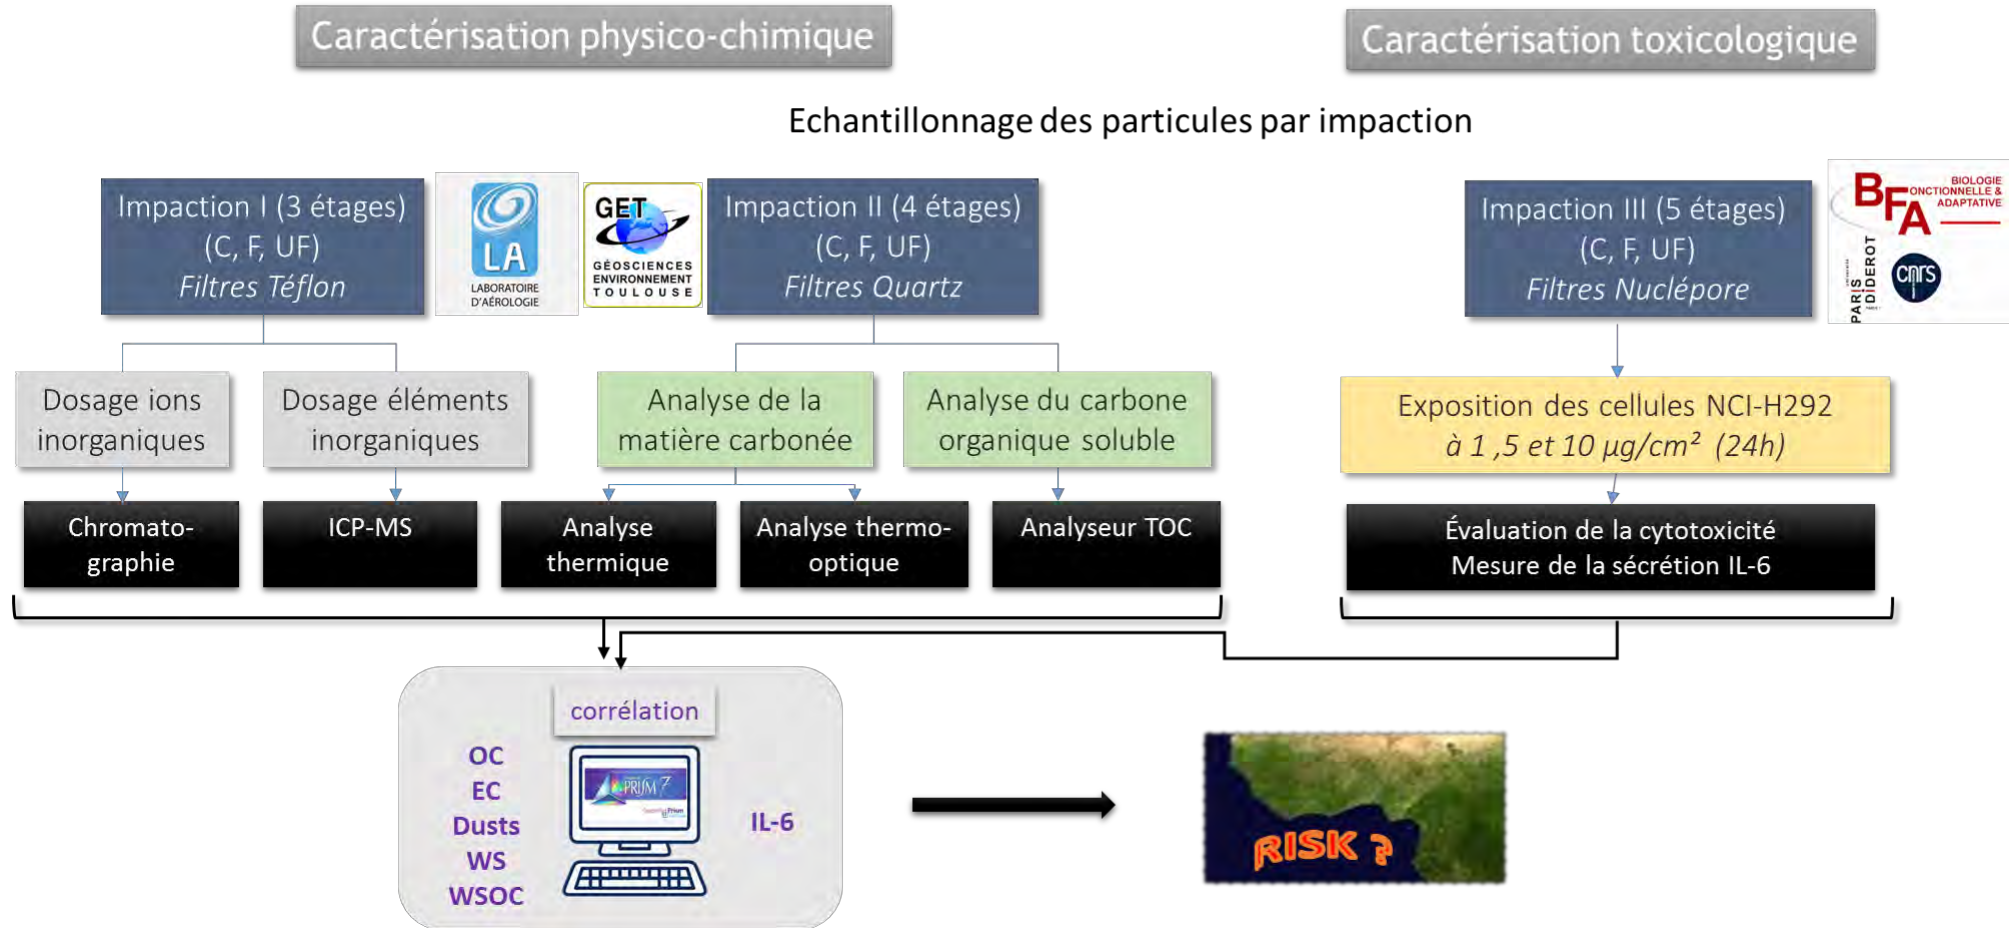 Caractérisation physico-chimique
Caractérisation toxicologique
Echantillonnage des particules par impaction
Impaction I (3 étages)
(C, F, UF)
Filtres Téflon
LA
LABORATOIRE
D'AÉROLOGIE
GET
GÉOSCIENCES
ENVIRONNEMENT
TOULOUSE
Impaction II (4 étages)
(C, F, UF)
Filtres Quartz
Impaction III (5 étages)
(C, F, UF)
Filtres Nuclépore
BFA
BIOLOGIE
FONCTIONNELLE &
ADAPTATIVE
PARIS
DIDEROT
cnrs
Dosage ions
inorganiques
Dosage éléments
inorganiques
Analyse de la
matière carbonée
Analyse du carbone
organique soluble
Exposition des cellules NCI-H292
à 1 ,5 et 10 µg/cm² (24h)
Chromato-
graphie
ICP-MS
Analyse
thermique
Analyse thermo-
optique
Analyseur TOC
Évaluation de la cytotoxicité
Mesure de la sécrétion IL-6
corrélation
OC
EC
Dusts
WS
WSOC
PRISM 7
IL-6
RISK ?